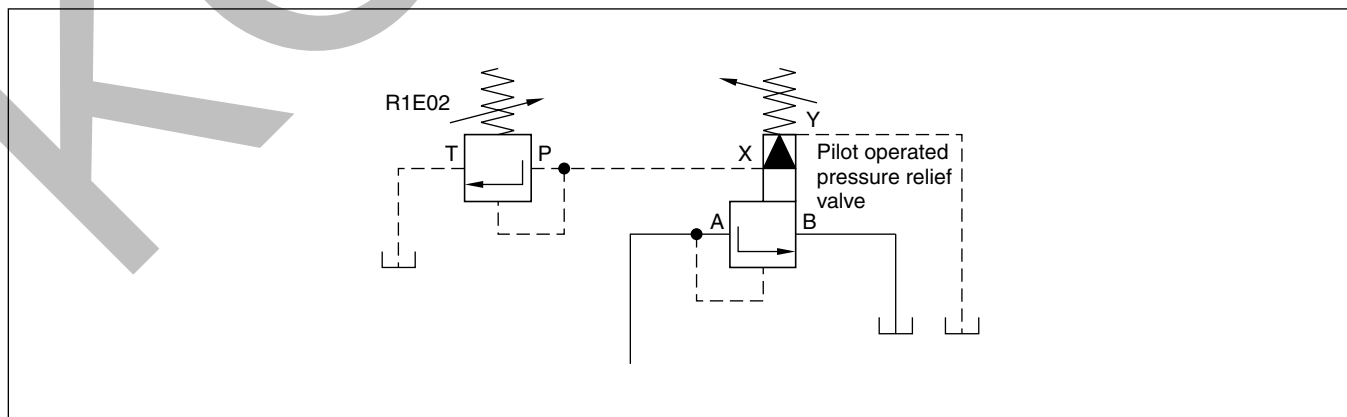 R1E02
T
P
X
Y
Pilot operated
pressure relief
valve
A
B